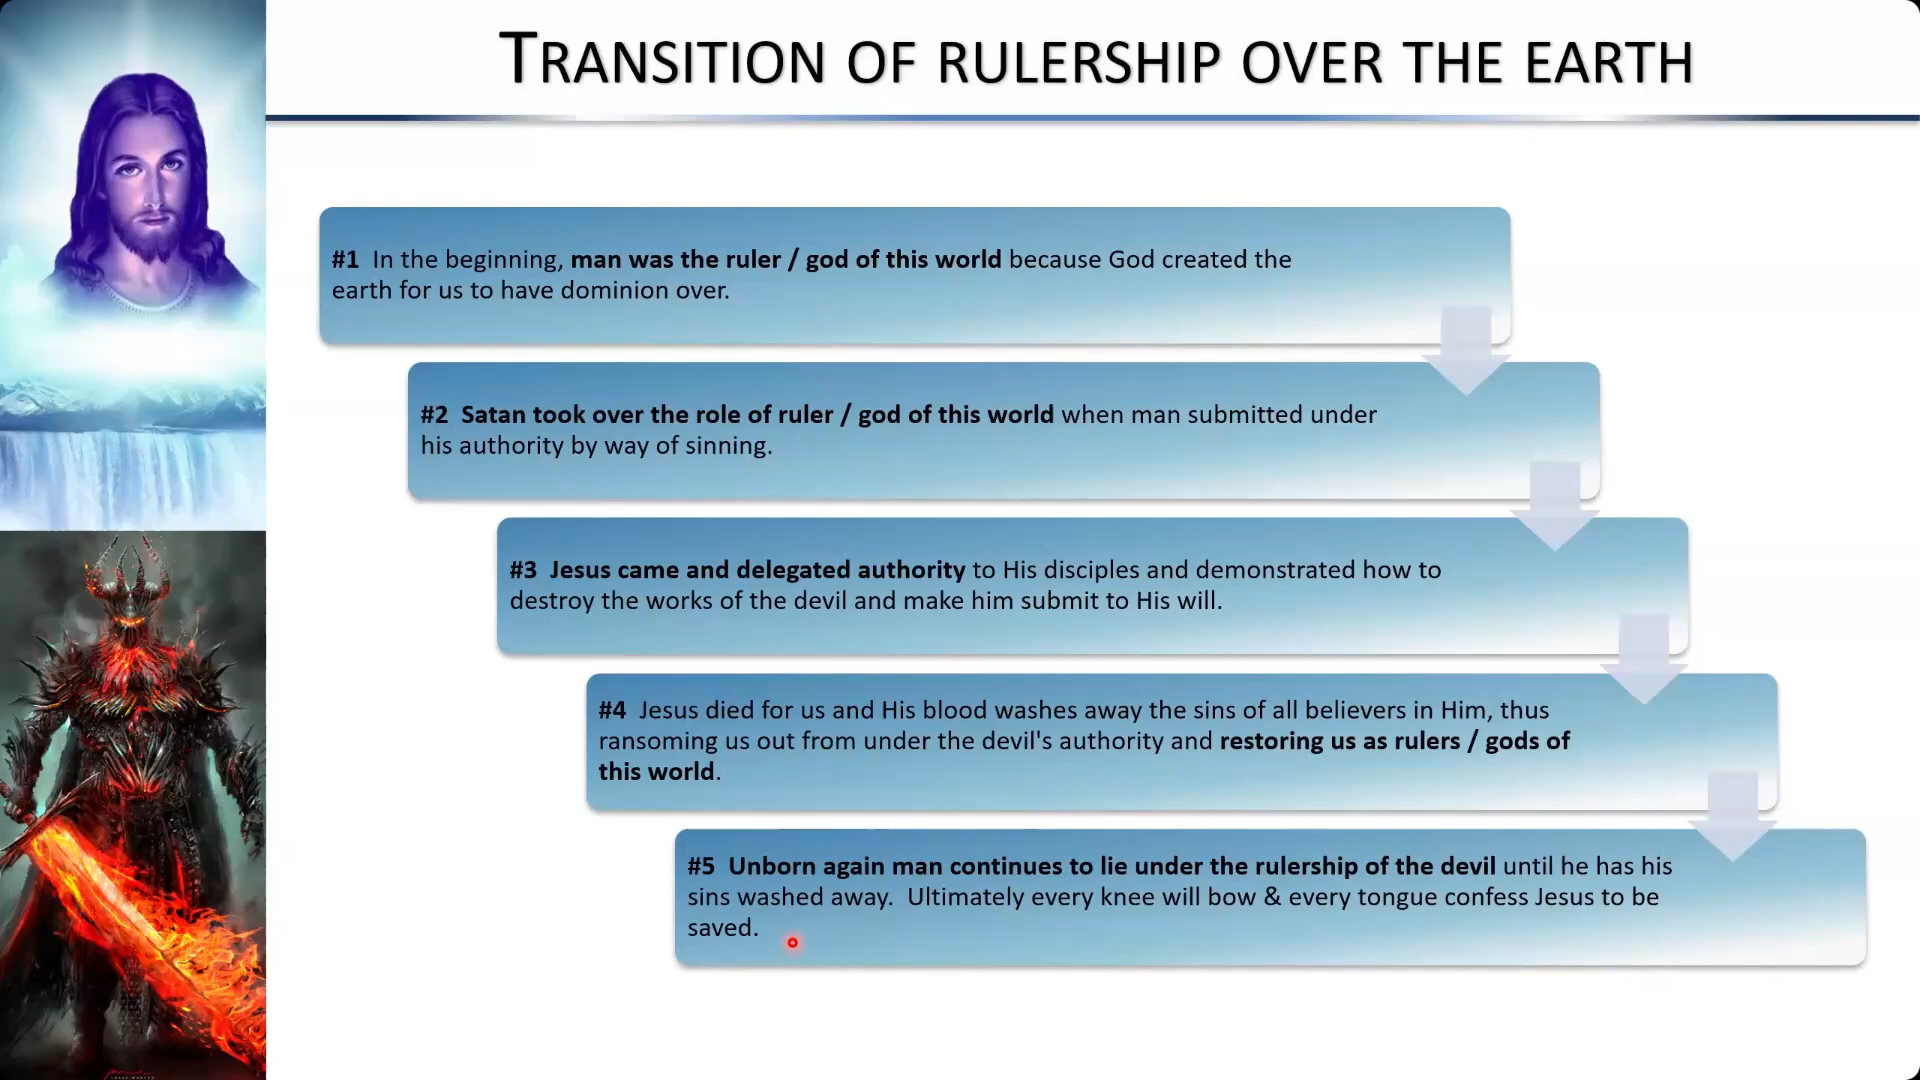 TRANSITION OF RULERSHIP OVER THE EARTH
#1  In the beginning, man was the ruler / god of this world because God created the
earth for us to have dominion over.
#2  Satan took over the role of ruler / god of this world when man submitted under
his authority by way of sinning.
#3  Jesus came and delegated authority to His disciples and demonstrated how to
destroy the works of the devil and make him submit to His will.
#4  Jesus died for us and His blood washes away the sins of all believers in Him, thus
ransoming us out from under the devil's authority and restoring us as rulers / gods of
this world.
#5  Unborn again man continues to lie under the rulership of the devil until he has his
sins washed away.  Ultimately every knee will bow & every tongue confess Jesus to be
saved.